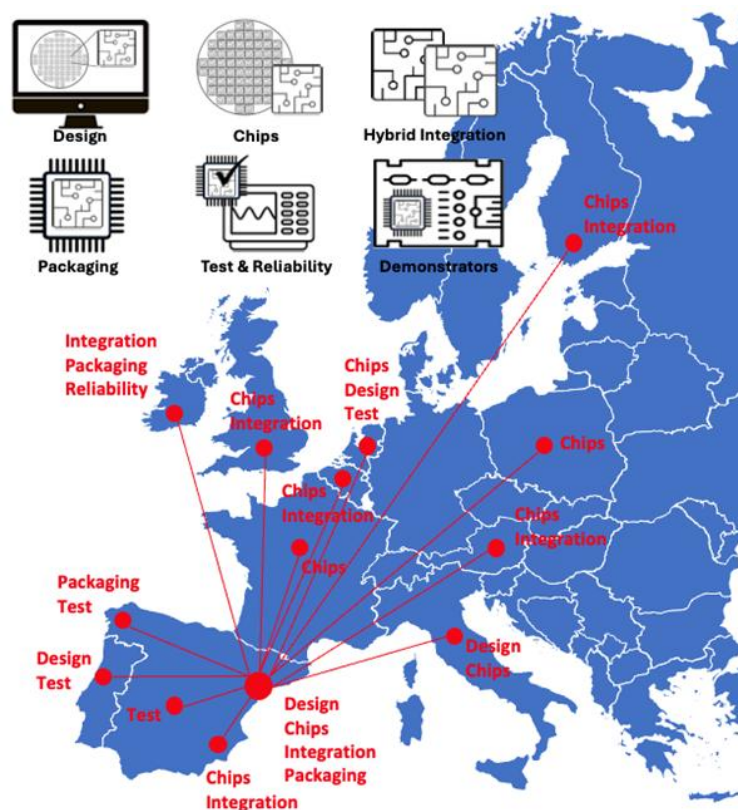 Design
Chips
Hybrid Integration
Packaging
Test & Reliability
Demonstrators
Chips
Integration
Integration
Packaging
Reliability
Chips
Design
Test
Chips
Integration
Chips
Chips
Integration
Chips
Integration
Chips
Packaging
Test
Design
Test
Design
Chips
Test
Design
Chips
Integration
Packaging
Chips
Integration